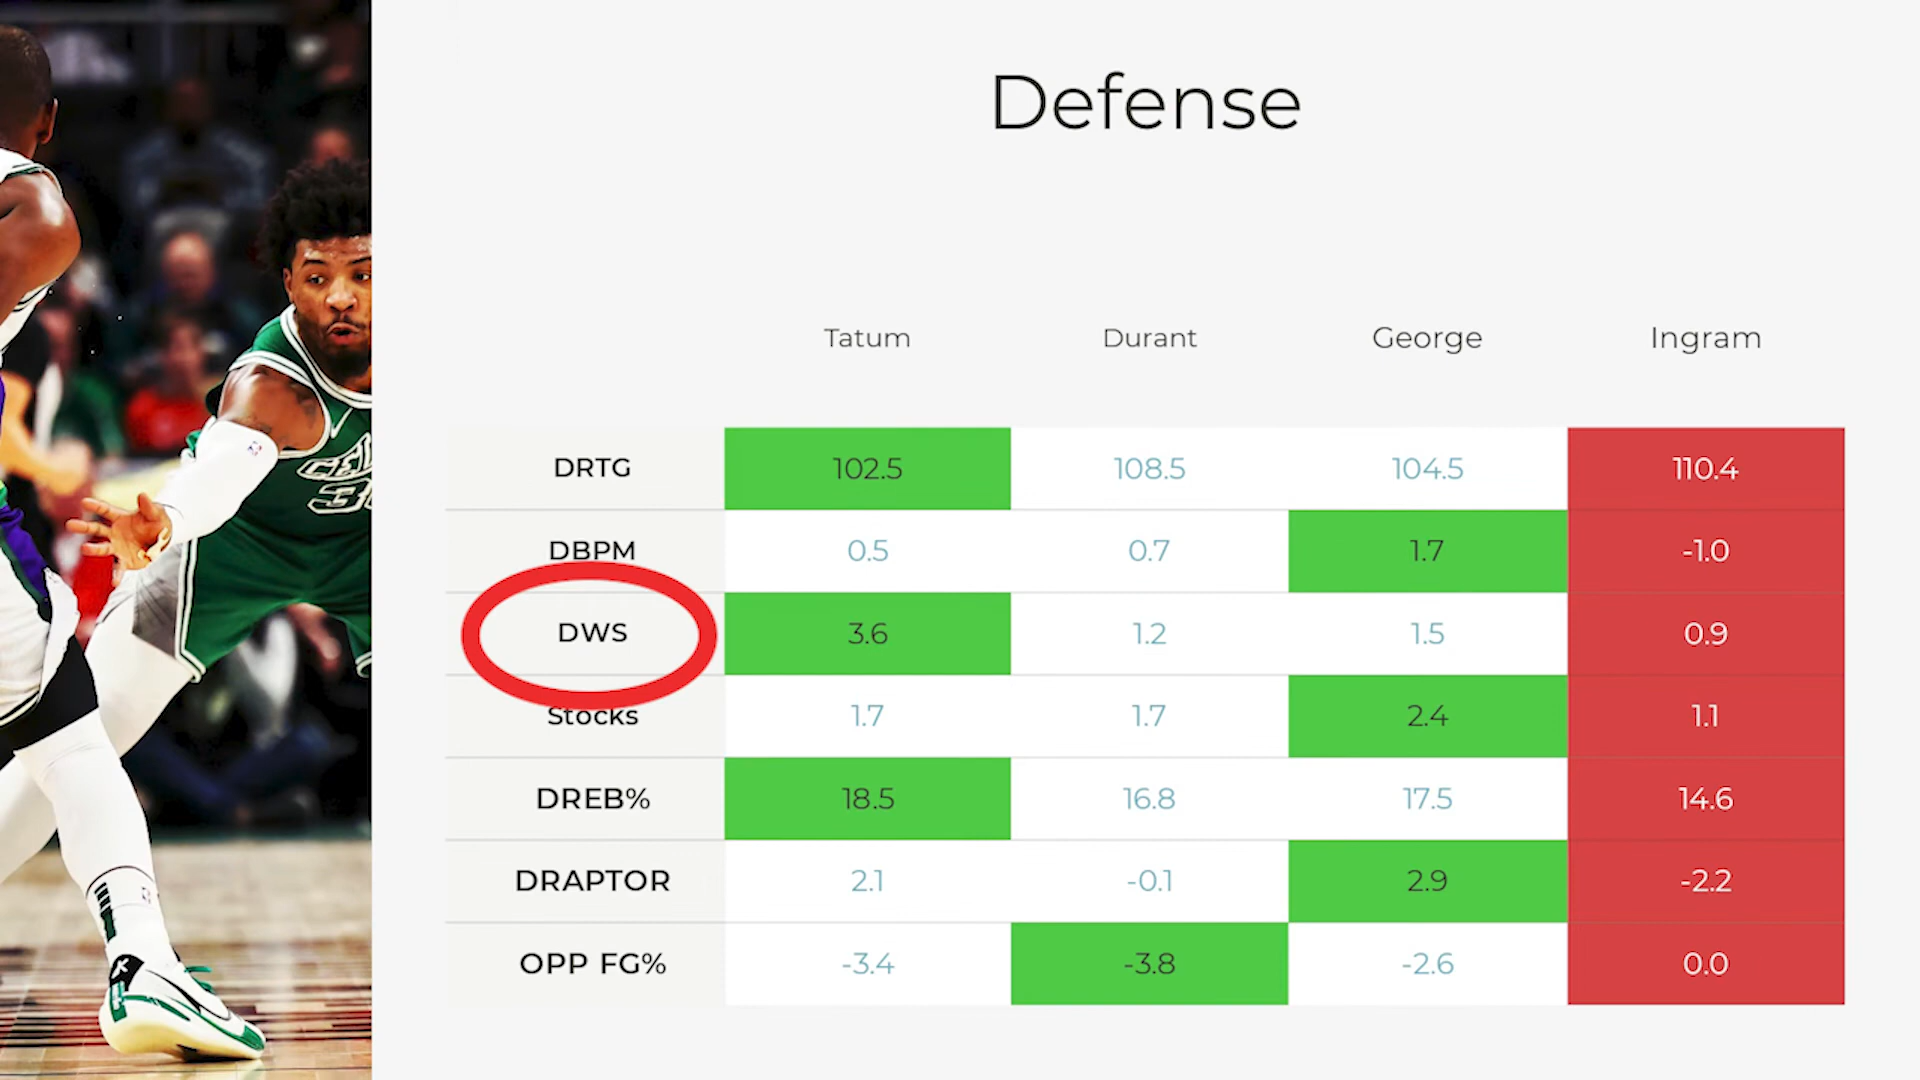 Defense
Tatum Durant George Ingram
DRTG 102.5 108.5 104.5 110.4
DBPM 0.5 0.7 1.7 -1.0
DWS 3.6 1.2 1.5 0.9
Stocks 1.7 1.7 2.4 1.1
DREB% 18.5 16.8 17.5 14.6
DRAPTOR 2.1 -0.1 2.9 -2.2
OPP FG% -3.4 -3.8 -2.6 0.0